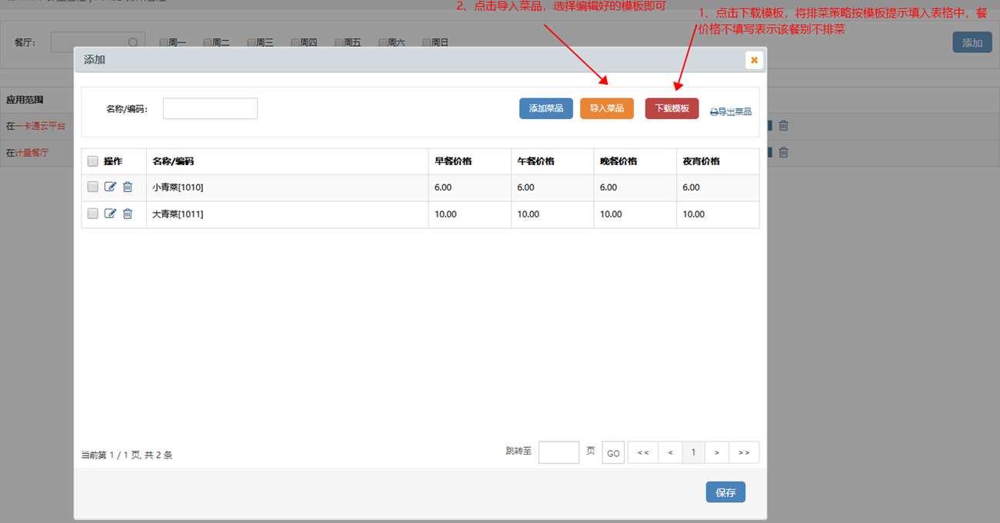 2、点击导入菜品，选择编辑好的模板即可
1、点击下载模板，将排菜策略按模板提示填入表格中，餐
价格不填写表示该餐别不排菜
餐厅：
周一
周二
周三
周四
周五
周六
周日
添加
添加
应用范围
在一卡通云平台
在计量餐厅
名称/编码：
添加菜品
导入菜品
下载模板
导出菜品
操作 名称/编码 早餐价格 午餐价格 晚餐价格 夜宵价格
小青菜[1010] 6.00 6.00 6.00 6.00
大青菜[1011] 10.00 10.00 10.00 10.00
当前第 1 / 1 页, 共 2 条
跳转至 页 GO << < 1 > >>
保存